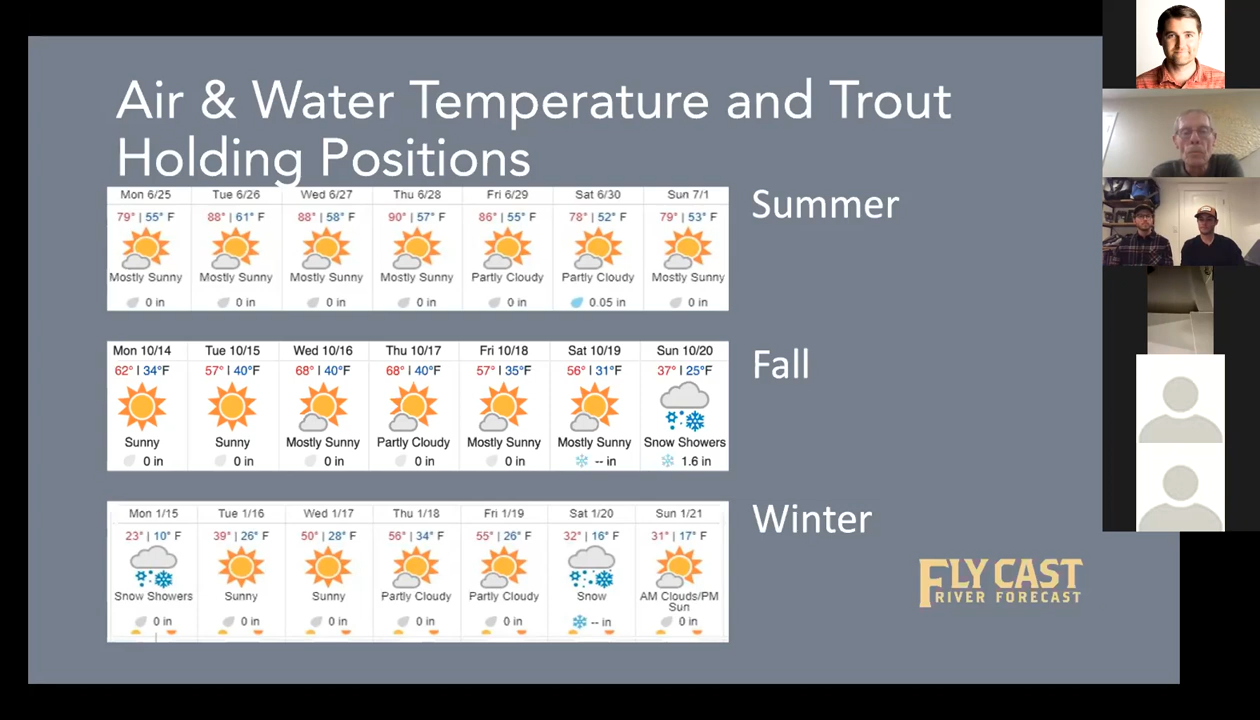 Air & Water Temperature and Trout
Holding Positions
Mon 6/25 Tue 6/26 Wed 6/27 Thu 6/28 Fri 6/29 Sat 6/30 Sun 7/1
79° | 55° F 88° | 61° F 88° | 58° F 90° | 57° F 86° | 55° F 78° | 52° F 79° | 53° F
Mostly Sunny Mostly Sunny Mostly Sunny Mostly Sunny Partly Cloudy Partly Cloudy Mostly Sunny
0 in 0 in 0 in 0 in 0 in 0.05 in 0 in
Summer
Mon 10/14 Tue 10/15 Wed 10/16 Thu 10/17 Fri 10/18 Sat 10/19 Sun 10/20
62° | 34°F 57° | 40°F 68° | 40°F 68° | 40°F 57° | 35°F 56° | 31°F 37° | 25°F
Sunny Sunny Mostly Sunny Partly Cloudy Mostly Sunny Mostly Sunny Snow Showers
0 in 0 in 0 in 0 in 0 in -- in 1.6 in
Fall
Mon 1/15 Tue 1/16 Wed 1/17 Thu 1/18 Fri 1/19 Sat 1/20 Sun 1/21
23° | 10° F 39° | 26° F 50° | 28° F 56° | 34° F 55° | 26° F 32° | 16° F 31° | 17° F
Snow Showers Sunny Sunny Partly Cloudy Partly Cloudy Snow AM Clouds/PM
Sun
0 in 0 in 0 in 0 in 0 in -- in 0 in
Winter
FLY CAST
RIVER FORECAST